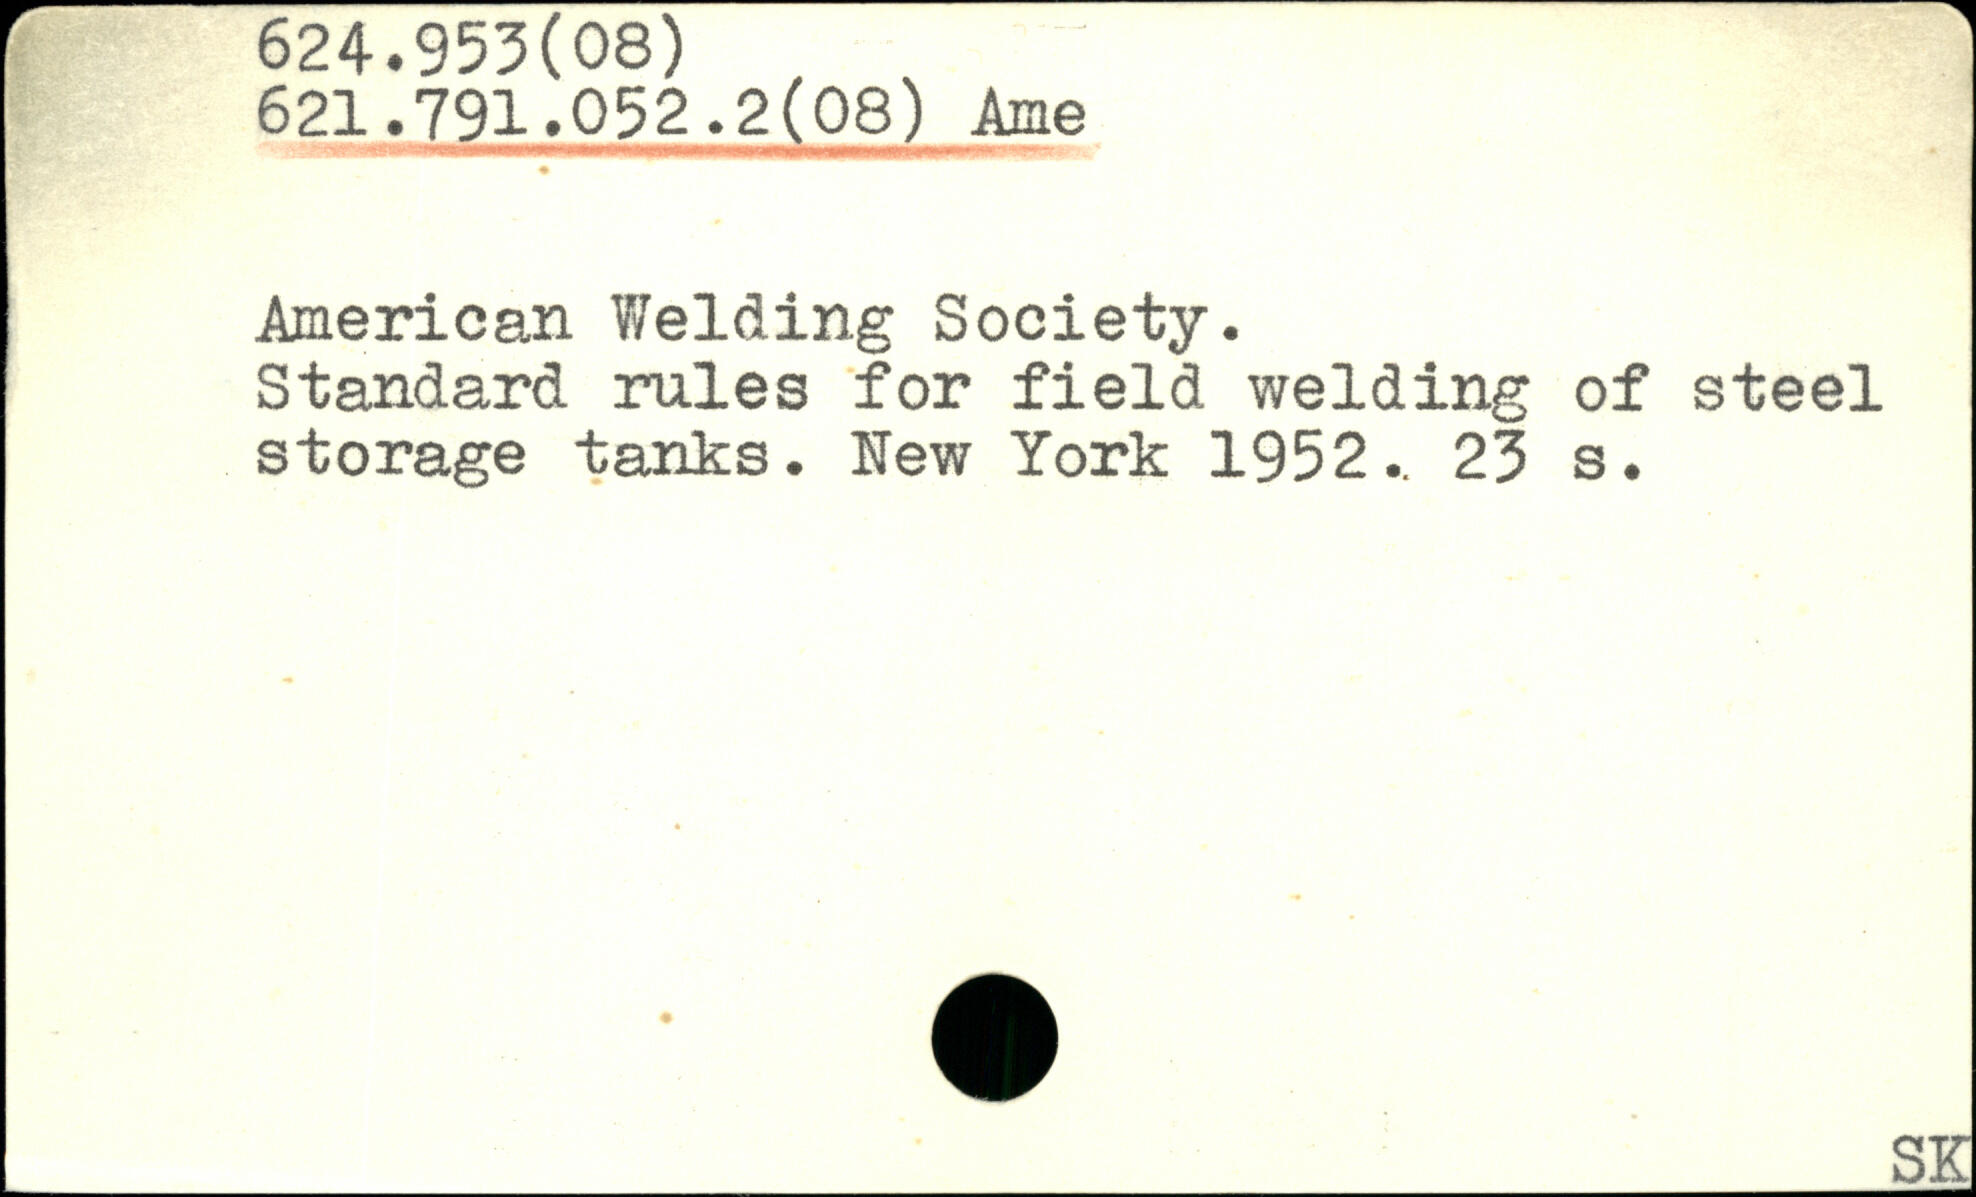 624.953(08)
621.791.052.2(08) Ame
American Welding Society.
Standard rules for field welding of steel
storage tanks. New York 1952. 23 s.
SK